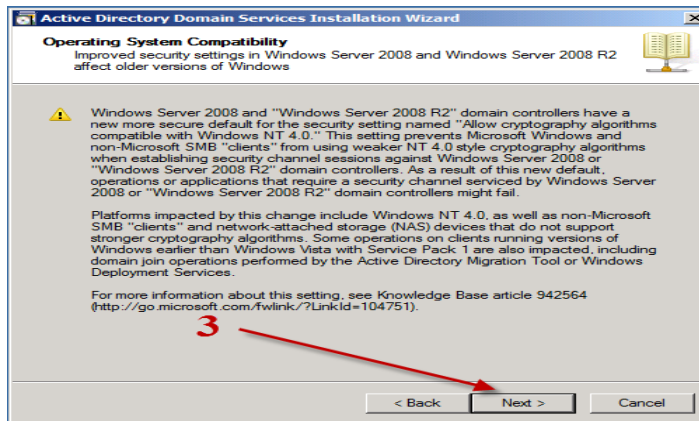 Active Directory Domain Services Installation Wizard
Operating System Compatibility
Improved security settings in Windows Server 2008 and Windows Server 2008 R2
affect older versions of Windows
Windows Server 2008 and "Windows Server 2008 R2" domain controllers have a
new more secure default for the security setting named "Allow cryptography algorithms
compatible with Windows NT 4.0." This setting prevents Microsoft Windows and
non-Microsoft SMB "clients" from using weaker NT 4.0 style cryptography algorithms
when establishing security channel sessions against Windows Server 2008 or
"Windows Server 2008 R2" domain controllers. As a result of this new default,
operations or applications that require a security channel serviced by Windows Server
2008 or "Windows Server 2008 R2" domain controllers might fail.
Platforms impacted by this change include Windows NT 4.0, as well as non-Microsoft
SMB "clients" and network-attached storage (NAS) devices that do not support
stronger cryptography algorithms. Some operations on clients running versions of
Windows earlier than Windows Vista with Service Pack 1 are also impacted, including
domain join operations performed by the Active Directory Migration Tool or Windows
Deployment Services.
For more information about this setting, see Knowledge Base article 942564
(http://go.microsoft.com/fwlink/?LinkId=104751).
3
< Back Next > Cancel